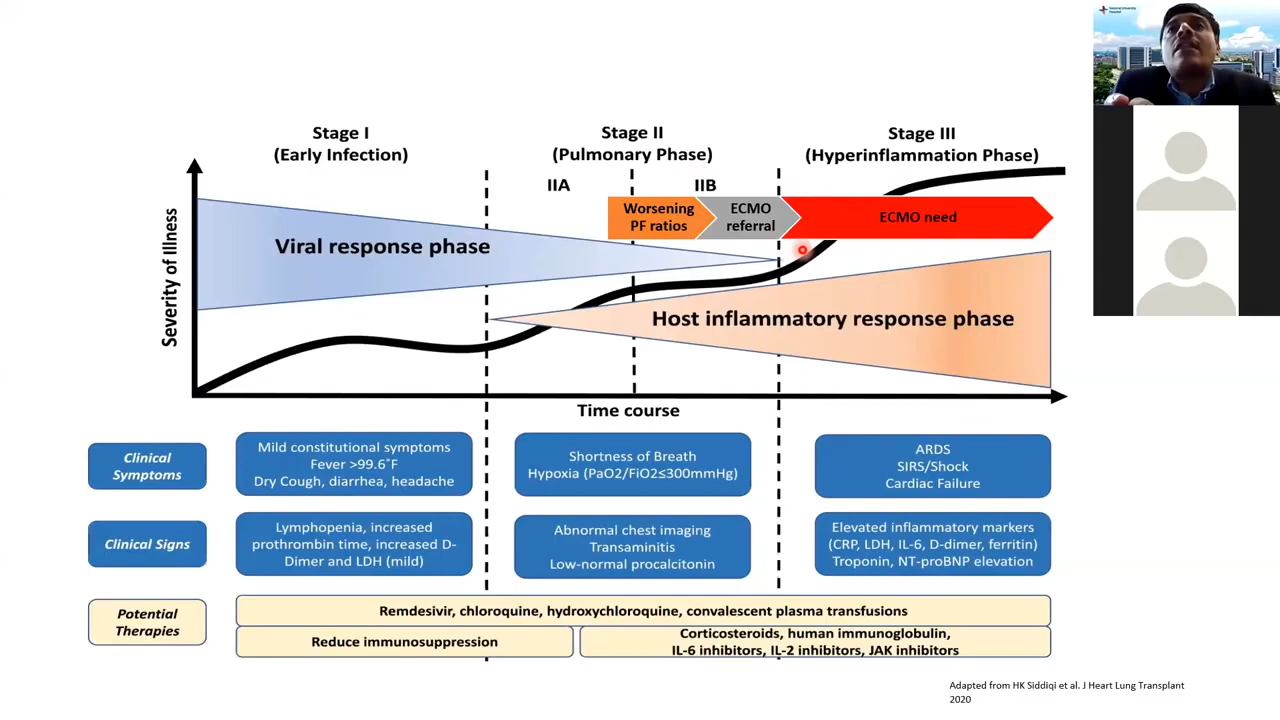 National University
Hospital
Stage I
(Early Infection)
Stage II
(Pulmonary Phase)
Stage III
(Hyperinflammation Phase)
IIA
IIB
Worsening
PF ratios
ECMO
referral
ECMO need
Viral response phase
Host inflammatory response phase
Severity of Illness
Time course
Clinical
Symptoms
Mild constitutional symptoms
Fever >99.6°F
Dry Cough, diarrhea, headache
Shortness of Breath
Hypoxia (PaO2/FiO2≤300mmHg)
ARDS
SIRS/Shock
Cardiac Failure
Clinical Signs
Lymphopenia, increased
prothrombin time, increased D-
Dimer and LDH (mild)
Abnormal chest imaging
Transaminitis
Low-normal procalcitonin
Elevated inflammatory markers
(CRP, LDH, IL-6, D-dimer, ferritin)
Troponin, NT-proBNP elevation
Potential
Therapies
Remdesivir, chloroquine, hydroxychloroquine, convalescent plasma transfusions
Reduce immunosuppression
Corticosteroids, human immunoglobulin,
IL-6 inhibitors, IL-2 inhibitors, JAK inhibitors
Adapted from HK Siddiqi et al. J Heart Lung Transplant
2020